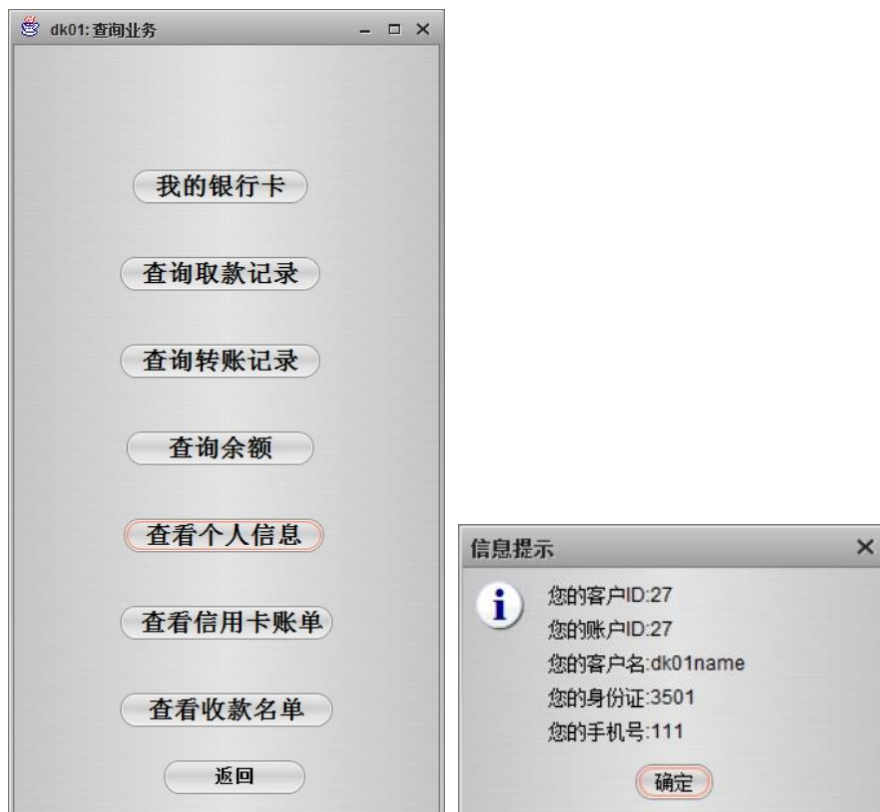 dk01: 查询业务
我的银行卡
查询取款记录
查询转账记录
查询余额
查看个人信息
查看信用卡账单
查看收款名单
返回
信息提示
您的客户ID:27
您的账户ID:27
您的客户名:dk01name
您的身份证:3501
您的手机号:111
确定